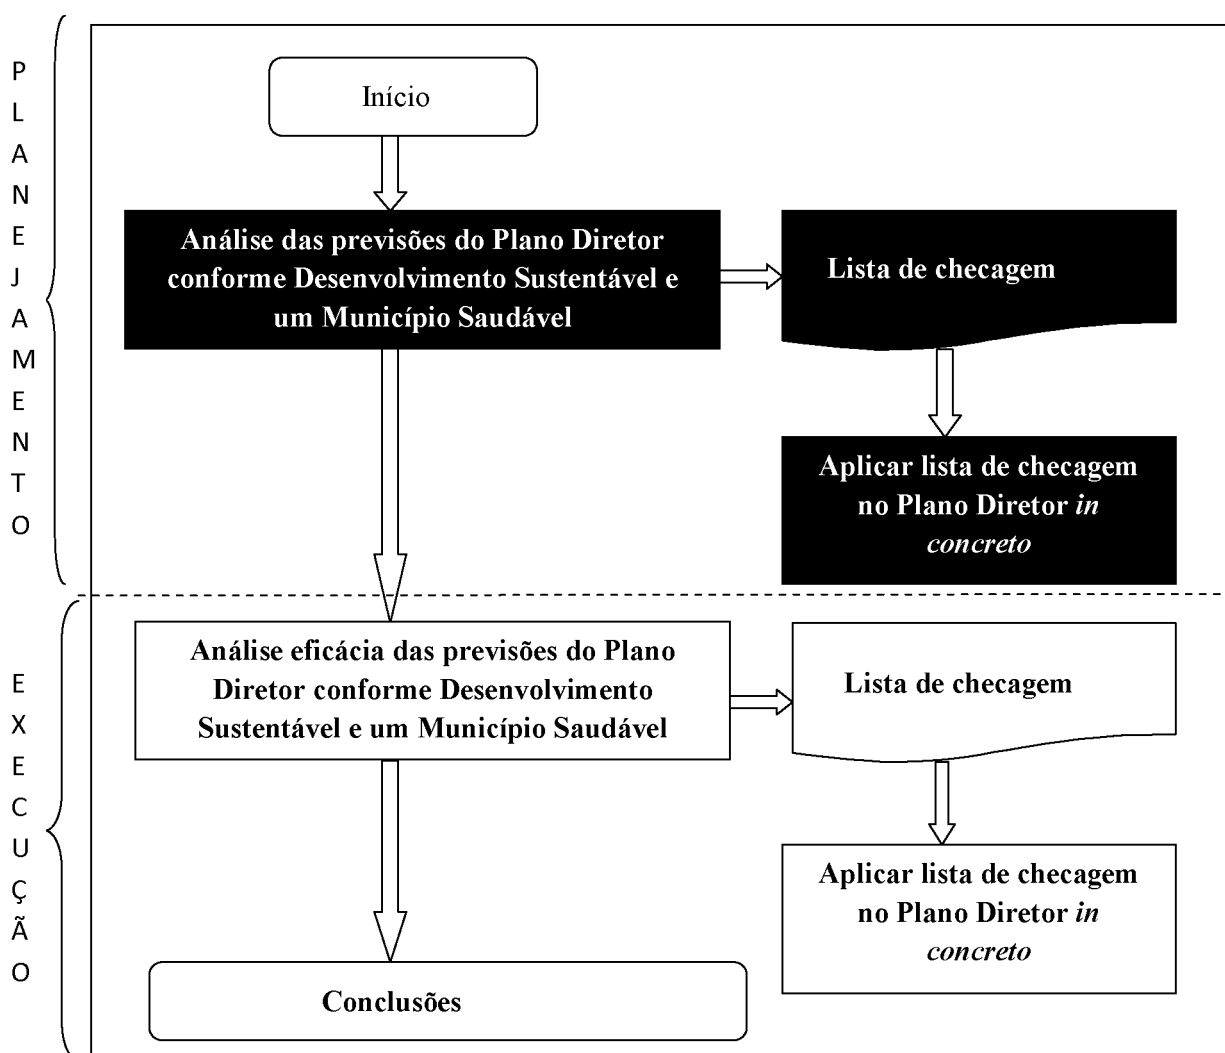 PLANEJAMENTO
Início
Análise das previsões do Plano Diretor
conforme Desenvolvimento Sustentável e
um Município Saudável
Lista de checagem
Aplicar lista de checagem
no Plano Diretor in
concreto
EXECUÇÃO
Análise eficácia das previsões do Plano
Diretor conforme Desenvolvimento
Sustentável e um Município Saudável
Lista de checagem
Aplicar lista de checagem
no Plano Diretor in
concreto
Conclusões